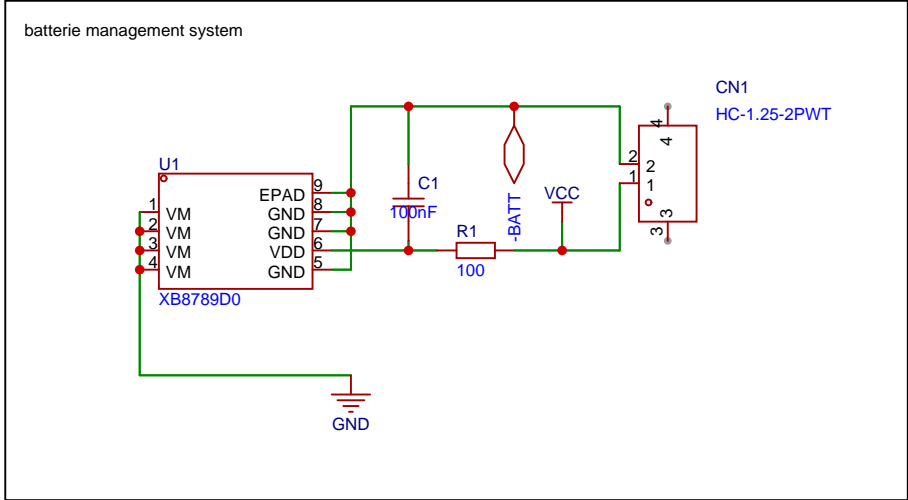 batterie management system
CN1
HC-1.25-2PWT
4
4
2
2
1
1
3
3
U1
EPAD
9
1
VM
GND
8
2
VM
GND
7
3
VM
VDD
6
4
VM
GND
5
XB8789D0
C1
100nF
-BATT
VCC
R1
100
GND